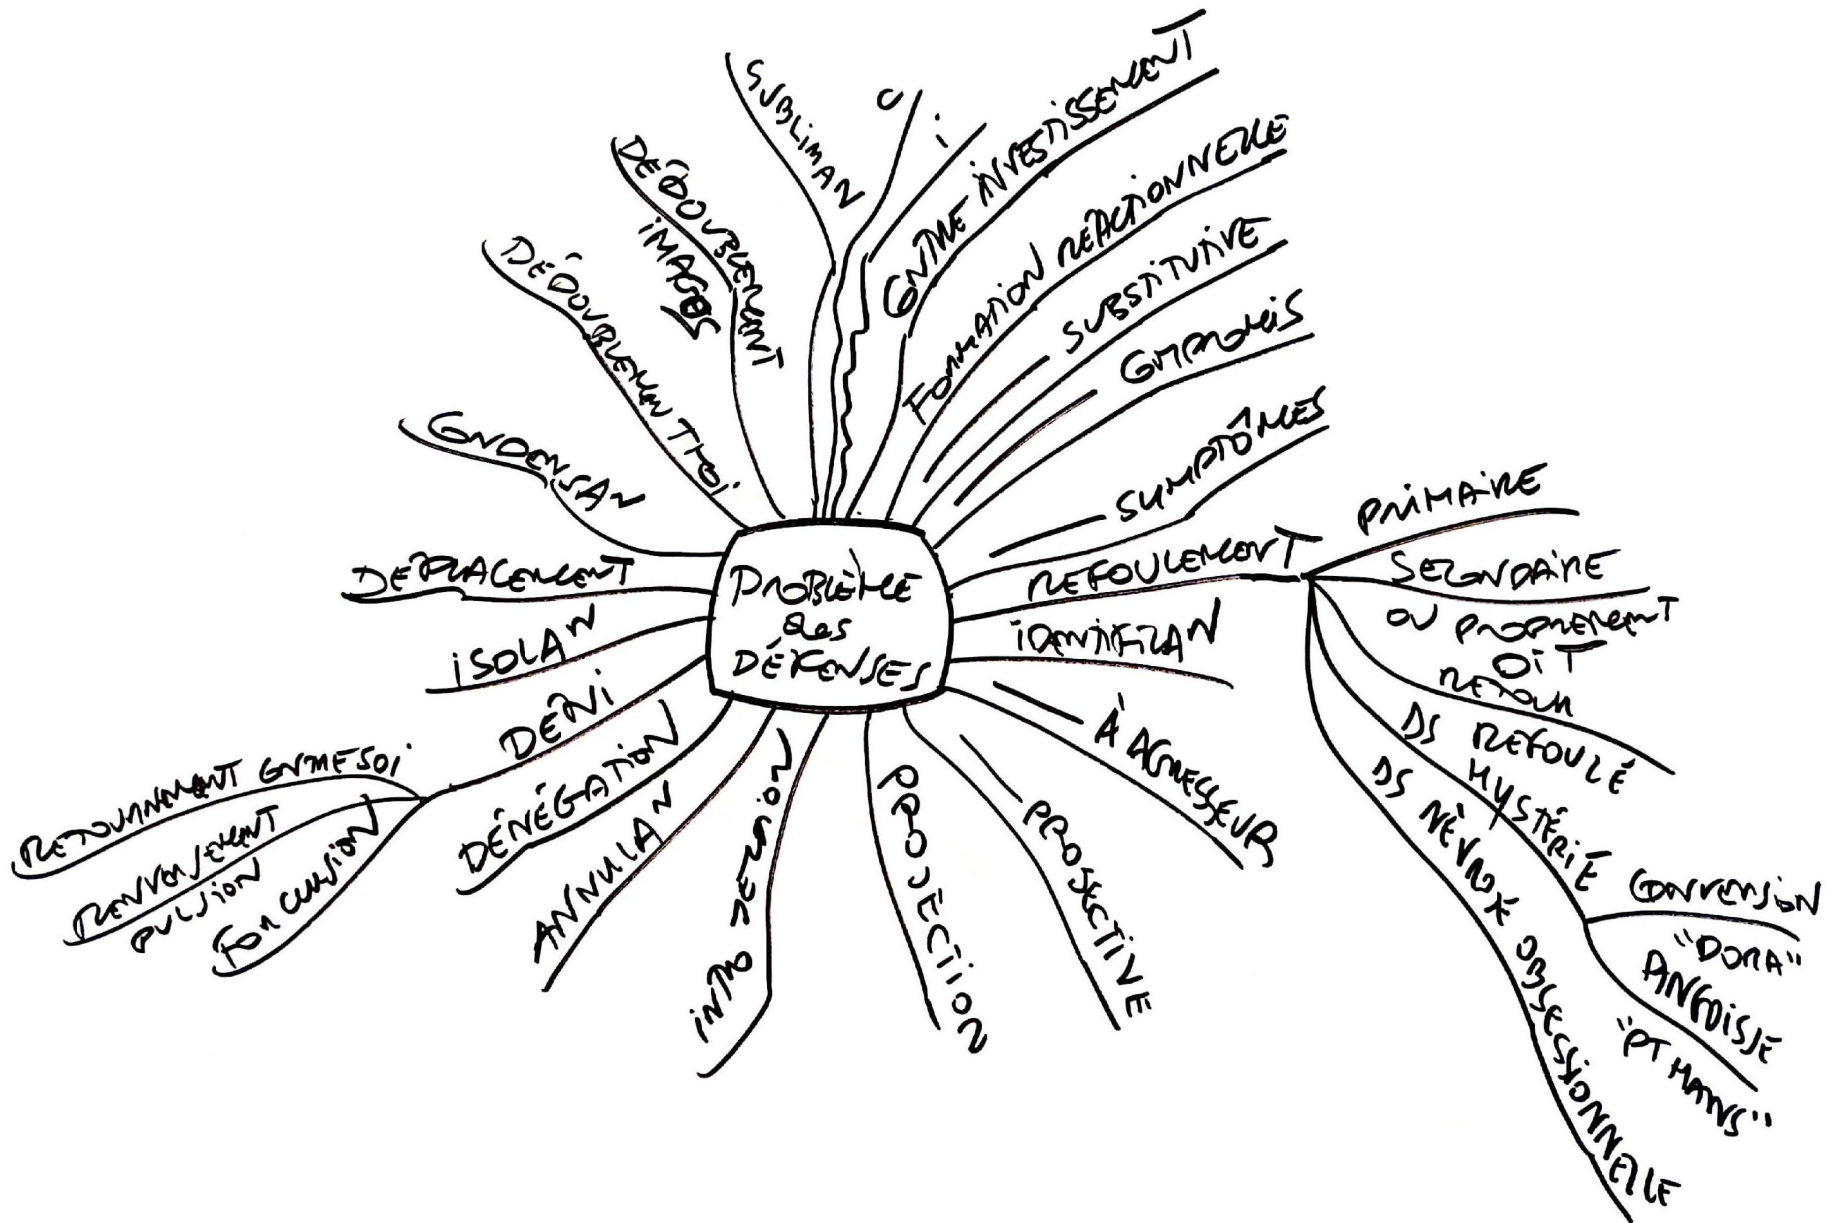 PROBLÈME
des
DÉFENSES
SUBLIMAN
C
i
CONTRE INVESTISSEMENT
FORMATION RÉACTIONNELLE
SUBSTITUTIVE
COMPROMIS
SYMPTÔMES
REFOULEMENT
PRIMAIRE
SECONDAIRE
OU PROPREMENT
DIT
RETOUR
DS REFOULÉ
HYSTÉRIE
CONVERSION
"DORA"
ANGOISSE
"PT HANS"
DS NÉVROSE OBSESSIONNELLE
IDENTIFICAN
À AGRESSEUR
PROJECTIVE
PROJECTION
INTRO JECTION
ANNULAN
DÉNÉGATION
DÉNI
RETOURNEMENT CONTRE SOI
RENVERSEMENT
PULSION
FORCLUSION
ISOLAN
DÉPLACEMENT
CONDENSAN
DÉDOUBLEMENT MOI
DÉDOUBLEMENT
IMAGOS